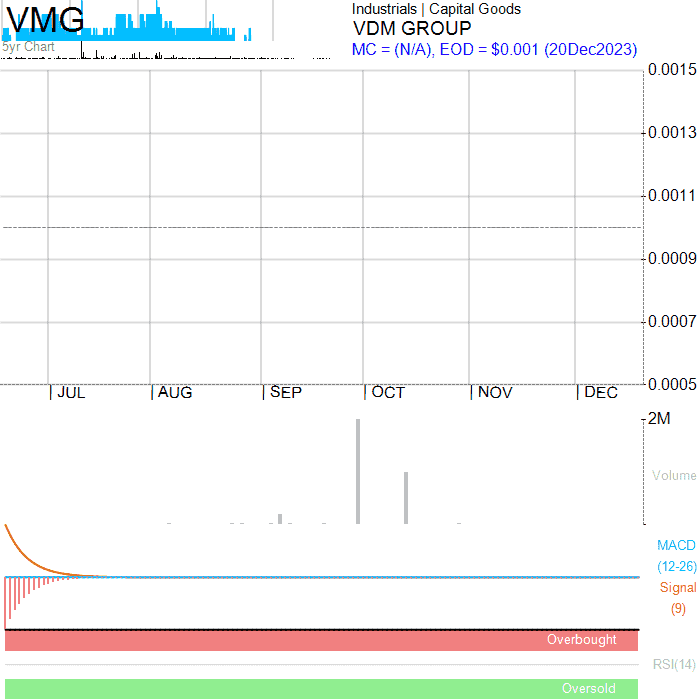 VMG
5yr Chart
Industrials | Capital Goods
VDM GROUP
MC = (N/A), EOD = $0.001 (20Dec2023)
0.0015
0.0013
0.0011
0.0009
0.0007
0.0005
JUL AUG SEP OCT NOV DEC
2M
Volume
MACD
(12-26)
Signal
(9)
Overbought
RSI(14)
Oversold